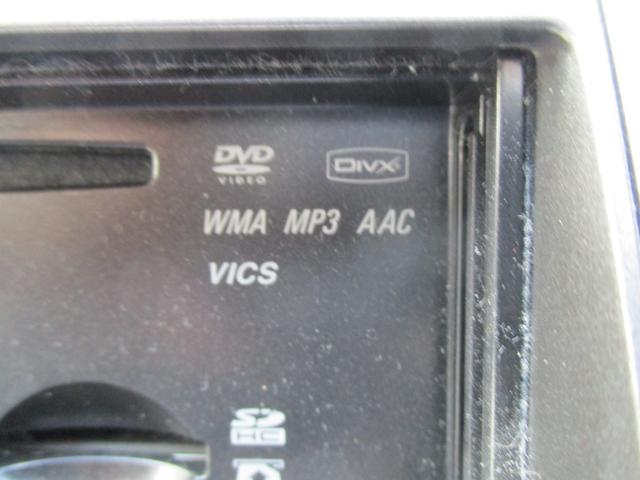 DVD DIVX
VIDEO
WMA MP3 AAC
VICS
SD
HC